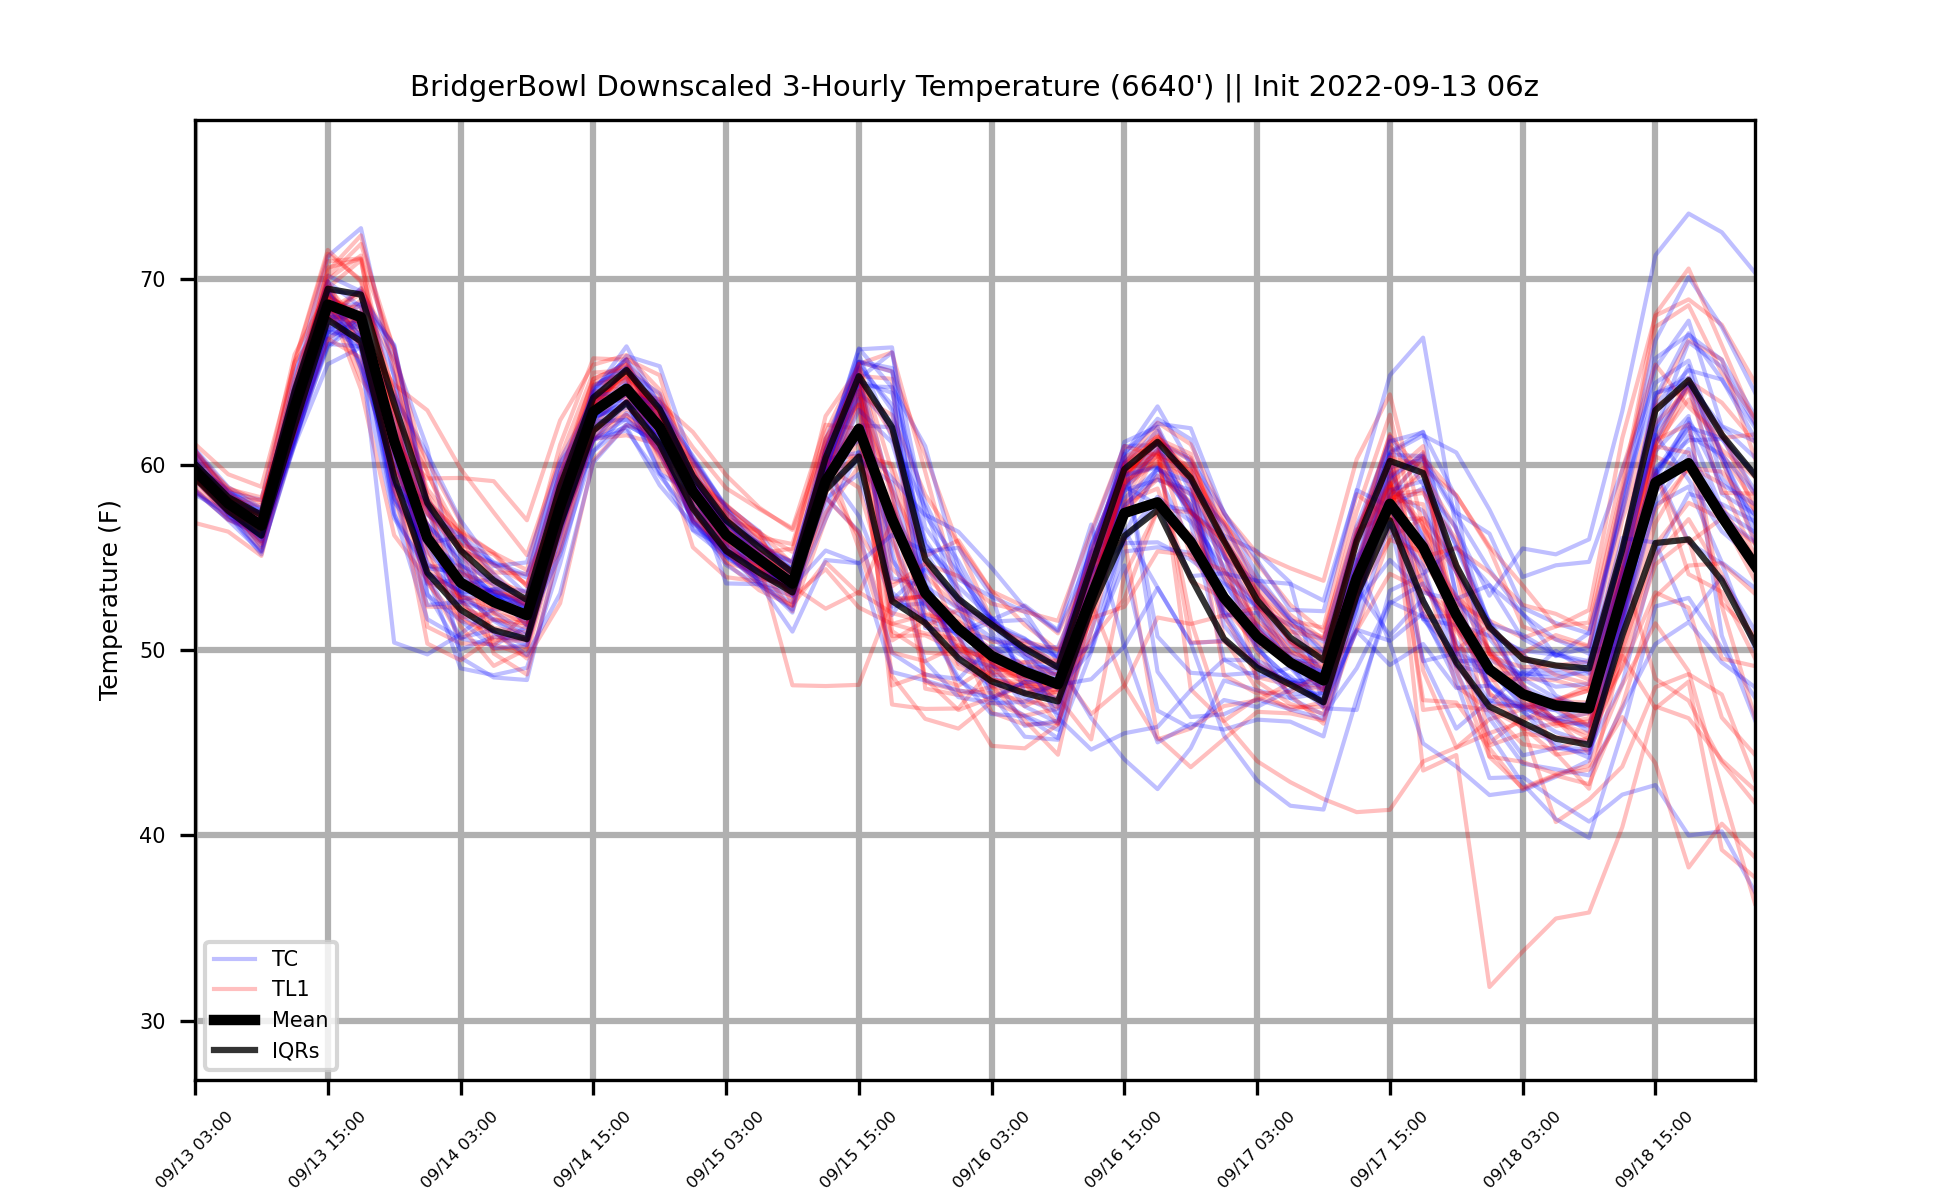 BridgerBowl Downscaled 3-Hourly Temperature (6640') || Init 2022-09-13 06z
Temperature (F)
70
60
50
40
30
TC
TL1
Mean
IQRs
09/13 03:00
09/13 15:00
09/14 03:00
09/14 15:00
09/15 03:00
09/15 15:00
09/16 03:00
09/16 15:00
09/17 03:00
09/17 15:00
09/18 03:00
09/18 15:00